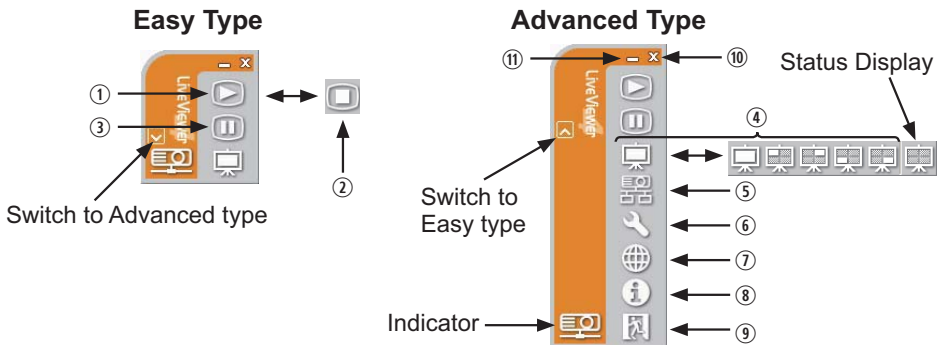 Easy Type
Advanced Type
X
LiveViewer
①
③
②
Switch to Advanced type
⑪
X
⑩
LiveViewer
Status Display
④
Switch to
Easy type
⑤
⑥
⑦
i
⑧
Indicator
⑨